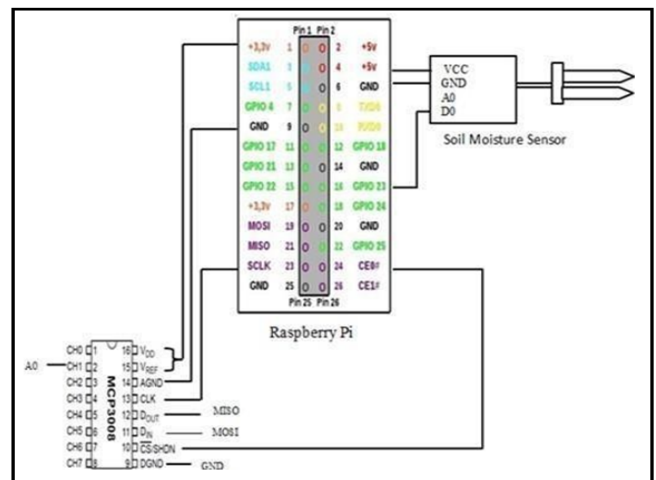 Pin 1 Pin 2
+3,3v 1 O O 2 +5V
SDA1 3 4 +5V
SCL1 5 O 6 GND
GPIO 4 7 O O 8 TXD0
GND 9 O O 10 RXD0
GPIO 17 11 O O 12 GPIO 18
GPIO 21 13 O O 14 GND
GPIO 22 15 O O 16 GPIO 23
+3,3v 17 O O 18 GPIO 24
MOSI 19 O O 20 GND
MISO 21 O O 22 GPIO 25
SCLK 23 O O 24 CE0#
GND 25 O O 26 CE1#
Pin 25 Pin 26
Raspberry Pi
VCC
GND
A0
D0
Soil Moisture Sensor
A0
MCP3008
CH0 1 16 VDD
CH1 2 15 VREF
CH2 3 14 AGND
CH3 4 13 CLK
CH4 5 12 DOUT MISO
CH5 6 11 DIN MOSI
CH6 7 10 CS/SHDN
CH7 8 9 DGND GND